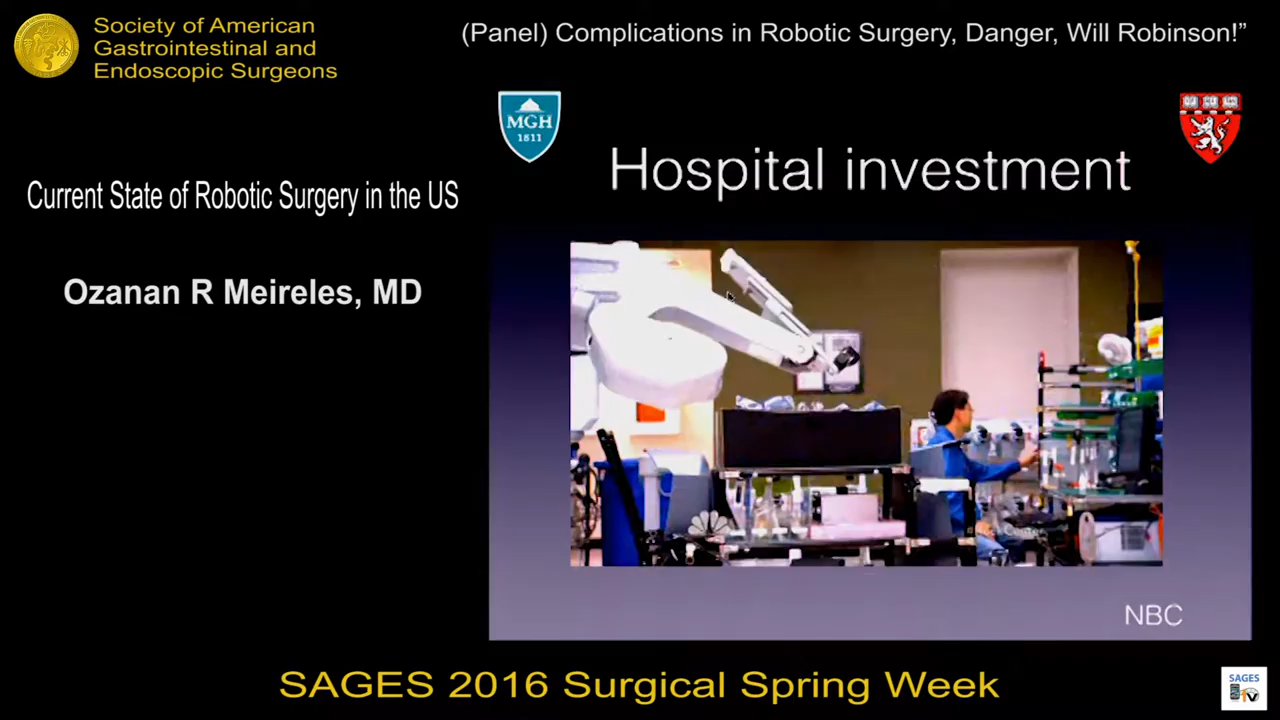 Society of American
Gastrointestinal and
Endoscopic Surgeons
(Panel) Complications in Robotic Surgery, Danger, Will Robinson!”
MGH
1811
Hospital investment
Current State of Robotic Surgery in the US
Ozanan R Meireles, MD
NBC
SAGES 2016 Surgical Spring Week
SAGES
TV